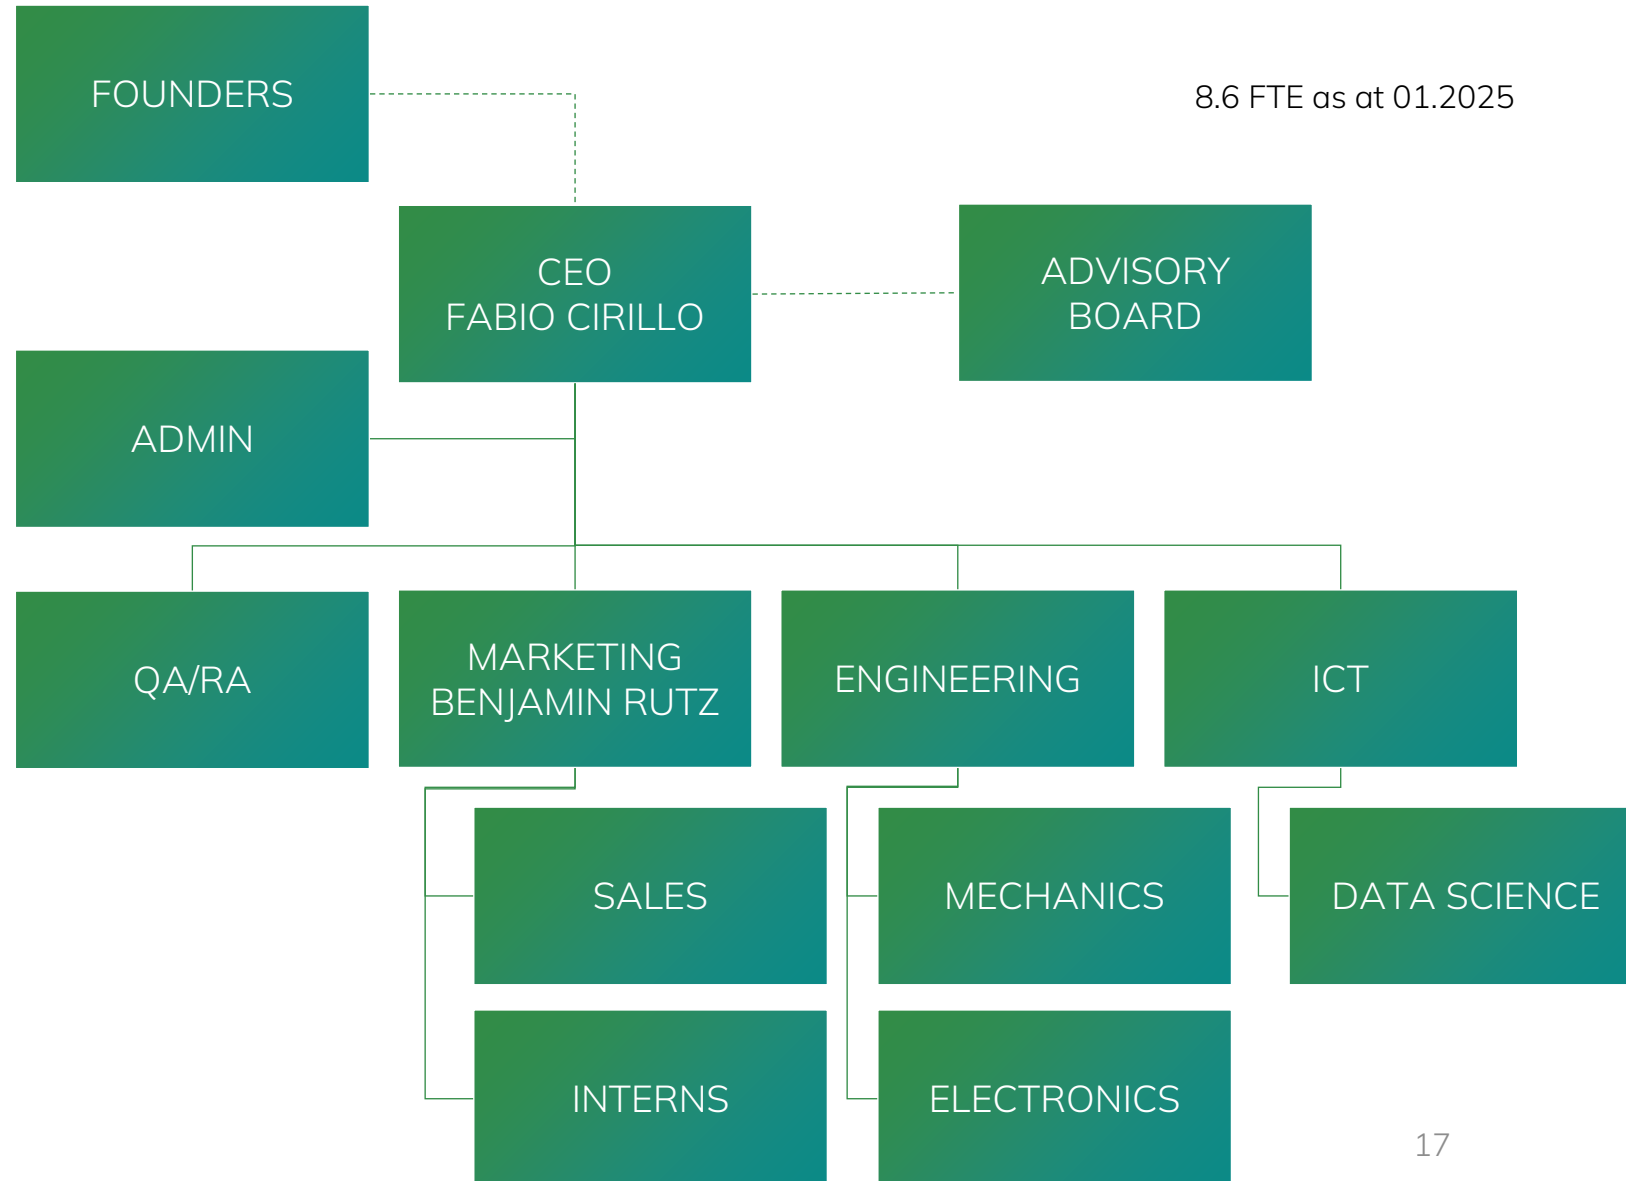 FOUNDERS
8.6 FTE as at 01.2025
CEO
FABIO CIRILLO
ADVISORY
BOARD
ADMIN
QA/RA
MARKETING
BENJAMIN RUTZ
ENGINEERING
ICT
SALES
MECHANICS
DATA SCIENCE
INTERNS
ELECTRONICS
17